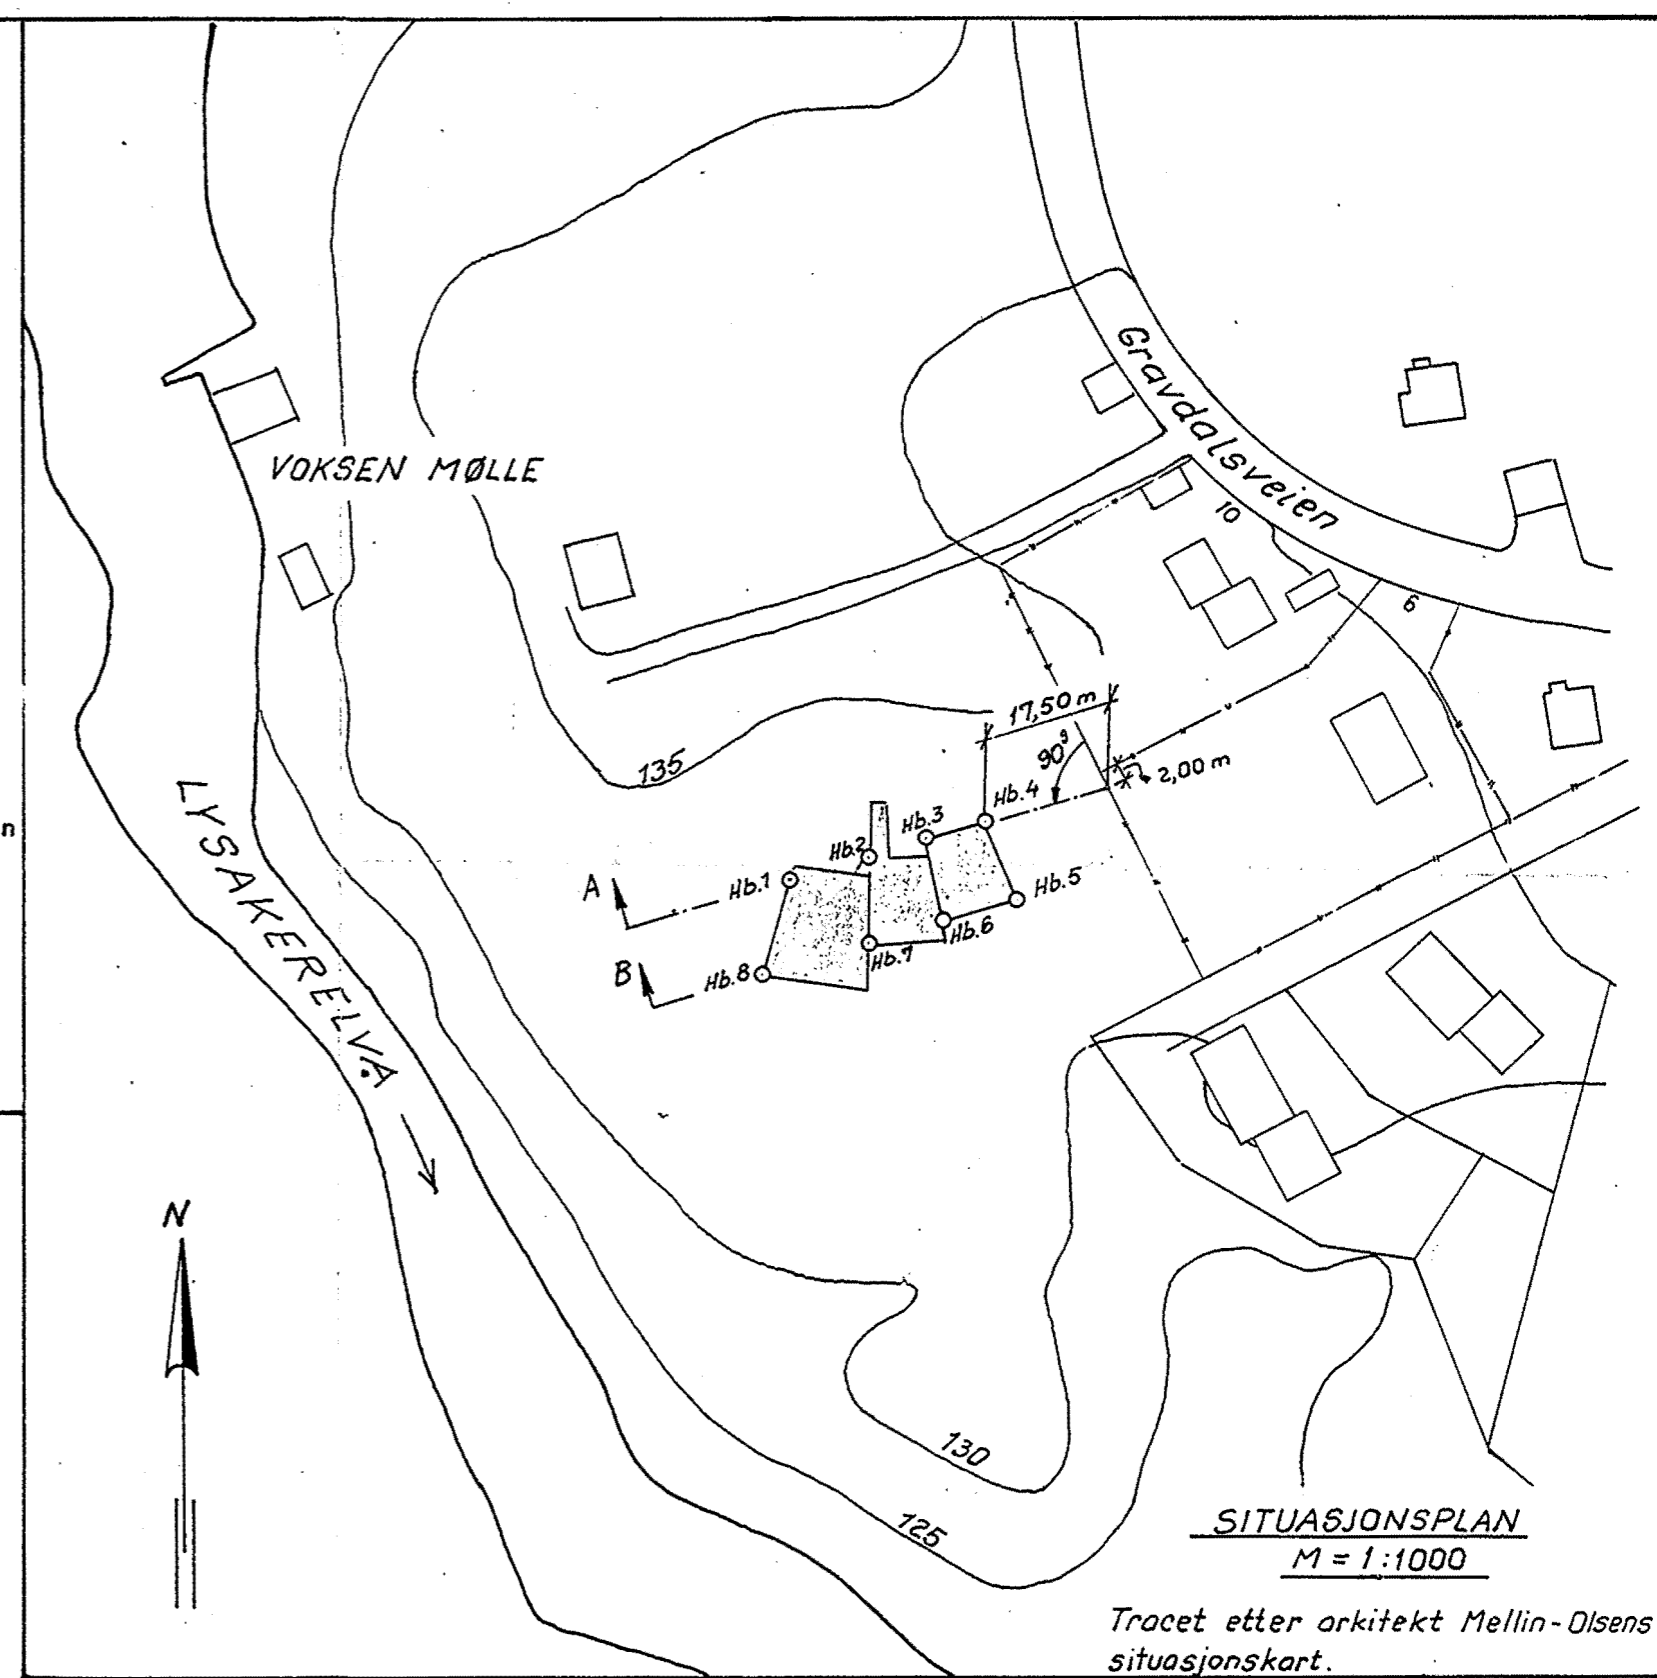 Gravdalsveien
VOKSEN MØLLE
10
6
17,50 m
90g
2,00 m
135
Hb.4
Hb.3
Hb.2
Hb.1
A
Hb.5
Hb.6
Hb.7
B
Hb.8
LYSAKERELVA
n
N
130
125
SITUASJONSPLAN
M = 1:1000
Tracet etter arkitekt Mellin-Olsens
situasjonskart.